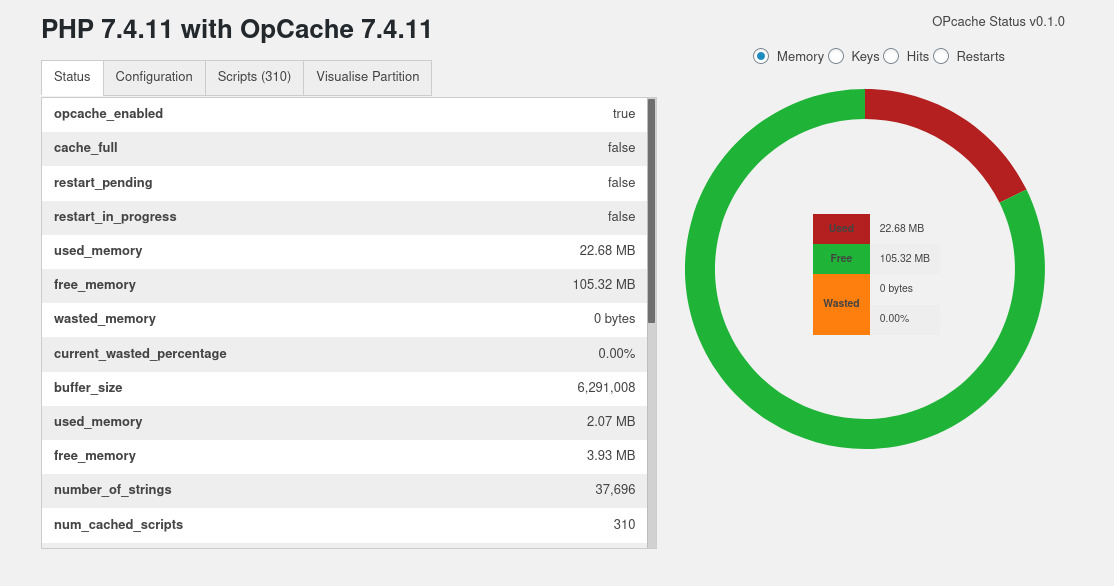 PHP 7.4.11 with OpCache 7.4.11
OPcache Status v0.1.0
Memory Keys Hits Restarts
Status Configuration Scripts (310) Visualise Partition
opcache_enabled true
cache_full false
restart_pending false
restart_in_progress false
used_memory 22.68 MB
free_memory 105.32 MB
wasted_memory 0 bytes
current_wasted_percentage 0.00%
buffer_size 6,291,008
used_memory 2.07 MB
free_memory 3.93 MB
number_of_strings 37,696
num_cached_scripts 310
Used 22.68 MB
Free 105.32 MB
Wasted 0 bytes
0.00%